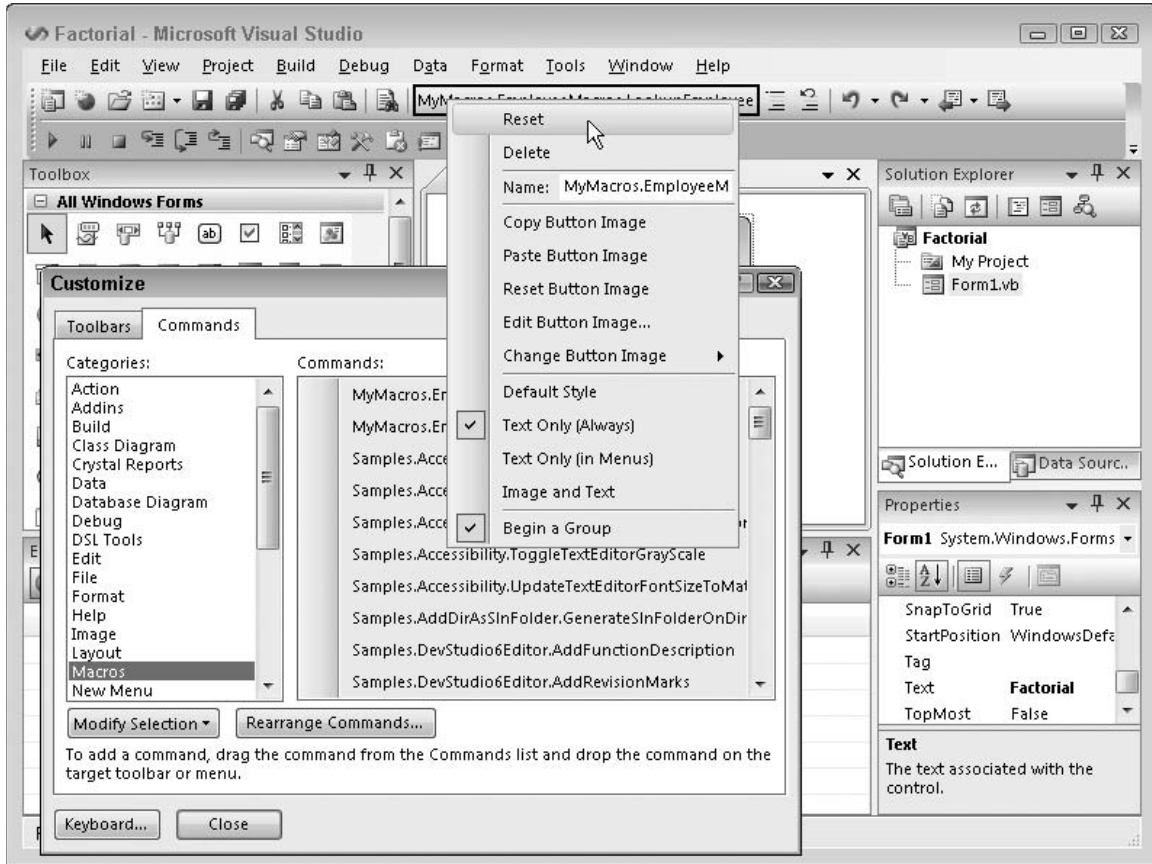 Factorial - Microsoft Visual Studio
File Edit View Project Build Debug Data Format Tools Window Help
Reset
Delete
Name: MyMacros.EmployeeM
Copy Button Image
Paste Button Image
Reset Button Image
Edit Button Image...
Change Button Image
Default Style
Text Only (Always)
Text Only (in Menus)
Image and Text
Begin a Group
Toolbox
All Windows Forms
ab
Customize
Toolbars Commands
Categories:
Action
Addins
Build
Class Diagram
Crystal Reports
Data
Database Diagram
Debug
DSL Tools
Edit
File
Format
Help
Image
Layout
Macros
New Menu
Commands:
MyMacros.Er
MyMacros.Er
Samples.Acce
Samples.Acce
Samples.Acce
Samples.Accessibility.ToggleTextEditorGrayScale
Samples.Accessibility.UpdateTextEditorFontSizeToMat
Samples.AddDirAsSlnFolder.GenerateSlnFolderOnDir
Samples.DevStudio6Editor.AddFunctionDescription
Samples.DevStudio6Editor.AddRevisionMarks
Modify Selection Rearrange Commands...
To add a command, drag the command from the Commands list and drop the command on the
target toolbar or menu.
Keyboard... Close
Solution Explorer
Factorial
My Project
Form1.vb
Solution E... Data Sourc..
Properties
Form1 System.Windows.Forms
SnapToGrid True
StartPosition WindowsDefa
Tag
Text Factorial
TopMost False
Text
The text associated with the
control.